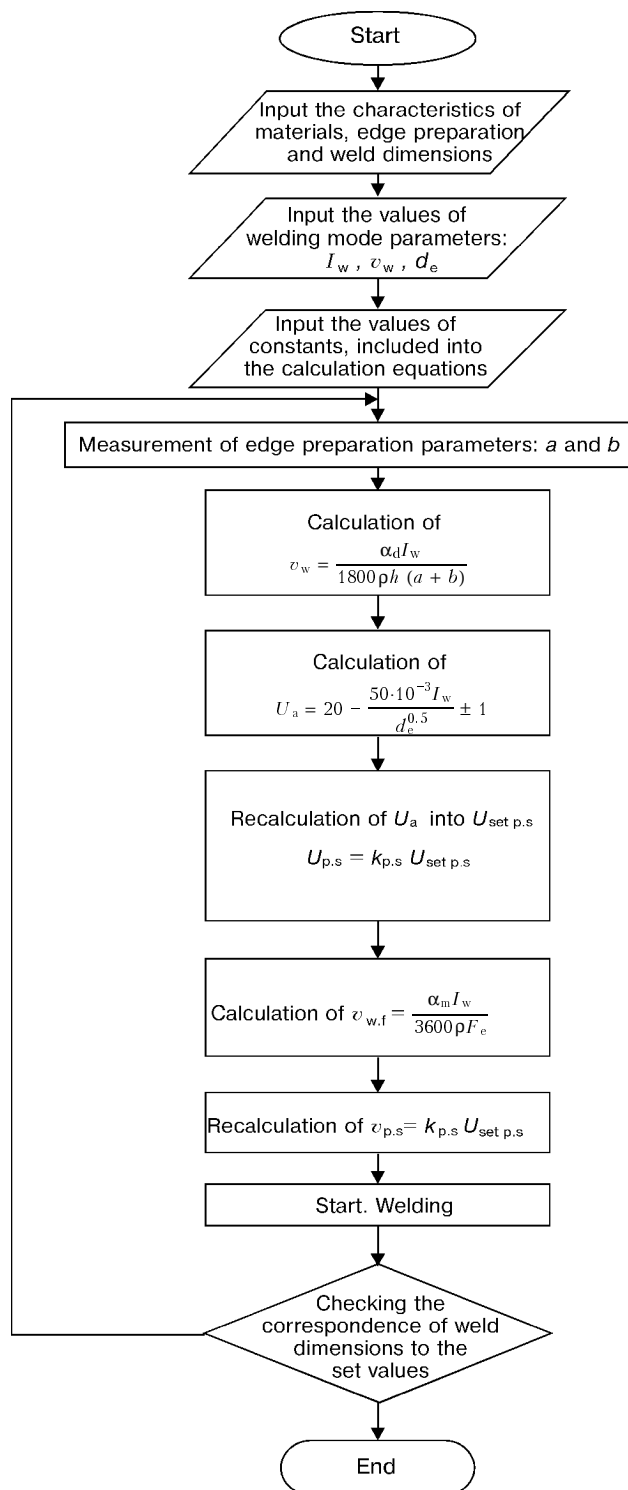 Start
Input the characteristics of
materials, edge preparation
and weld dimensions
Input the values of
welding mode parameters:
I_w , v_w , d_e
Input the values of
constants, included into
the calculation equations
Measurement of edge preparation parameters: a and b
Calculation of
v_w = α_d I_w / 1800ρh (a + b)
Calculation of
U_a = 20 − 50·10^−3 I_w / d_e^0.5 ± 1
Recalculation of U_a into U_set p.s
U_p.s = k_p.s U_set p.s
Calculation of v_w.f = α_m I_w / 3600ρF_e
Recalculation of v_p.s = k_p.s U_set p.s
Start. Welding
Checking the
correspondence of weld
dimensions to the
set values
End